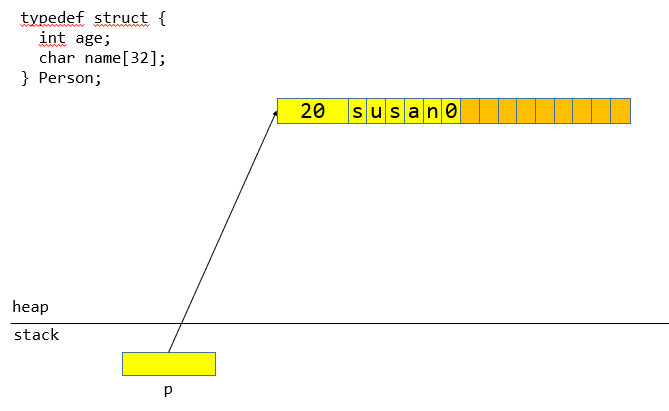 typedef struct {
  int age;
  char name[32];
} Person;
20 susan0
heap
stack
p